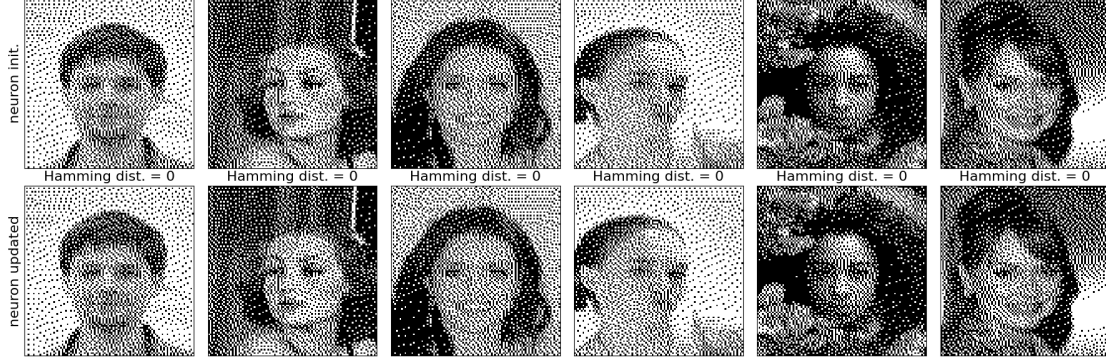 neuron init.
Hamming dist. = 0 Hamming dist. = 0 Hamming dist. = 0 Hamming dist. = 0 Hamming dist. = 0 Hamming dist. = 0
neuron updated